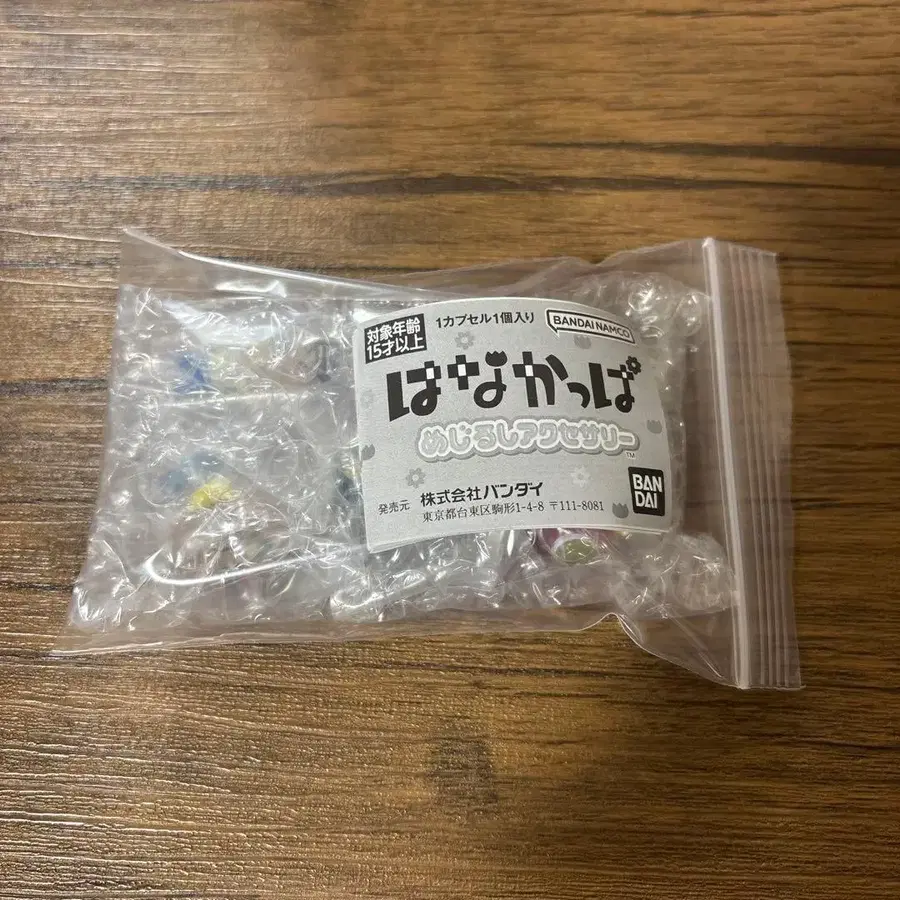 対象年齢
15才以上
1カプセル1個入り
BANDAI NAMCO
はなかっぱ
めじるしアクセサリー
TM
発売元 株式会社バンダイ
東京都台東区駒形1-4-8 〒111-8081
BAN
DAI